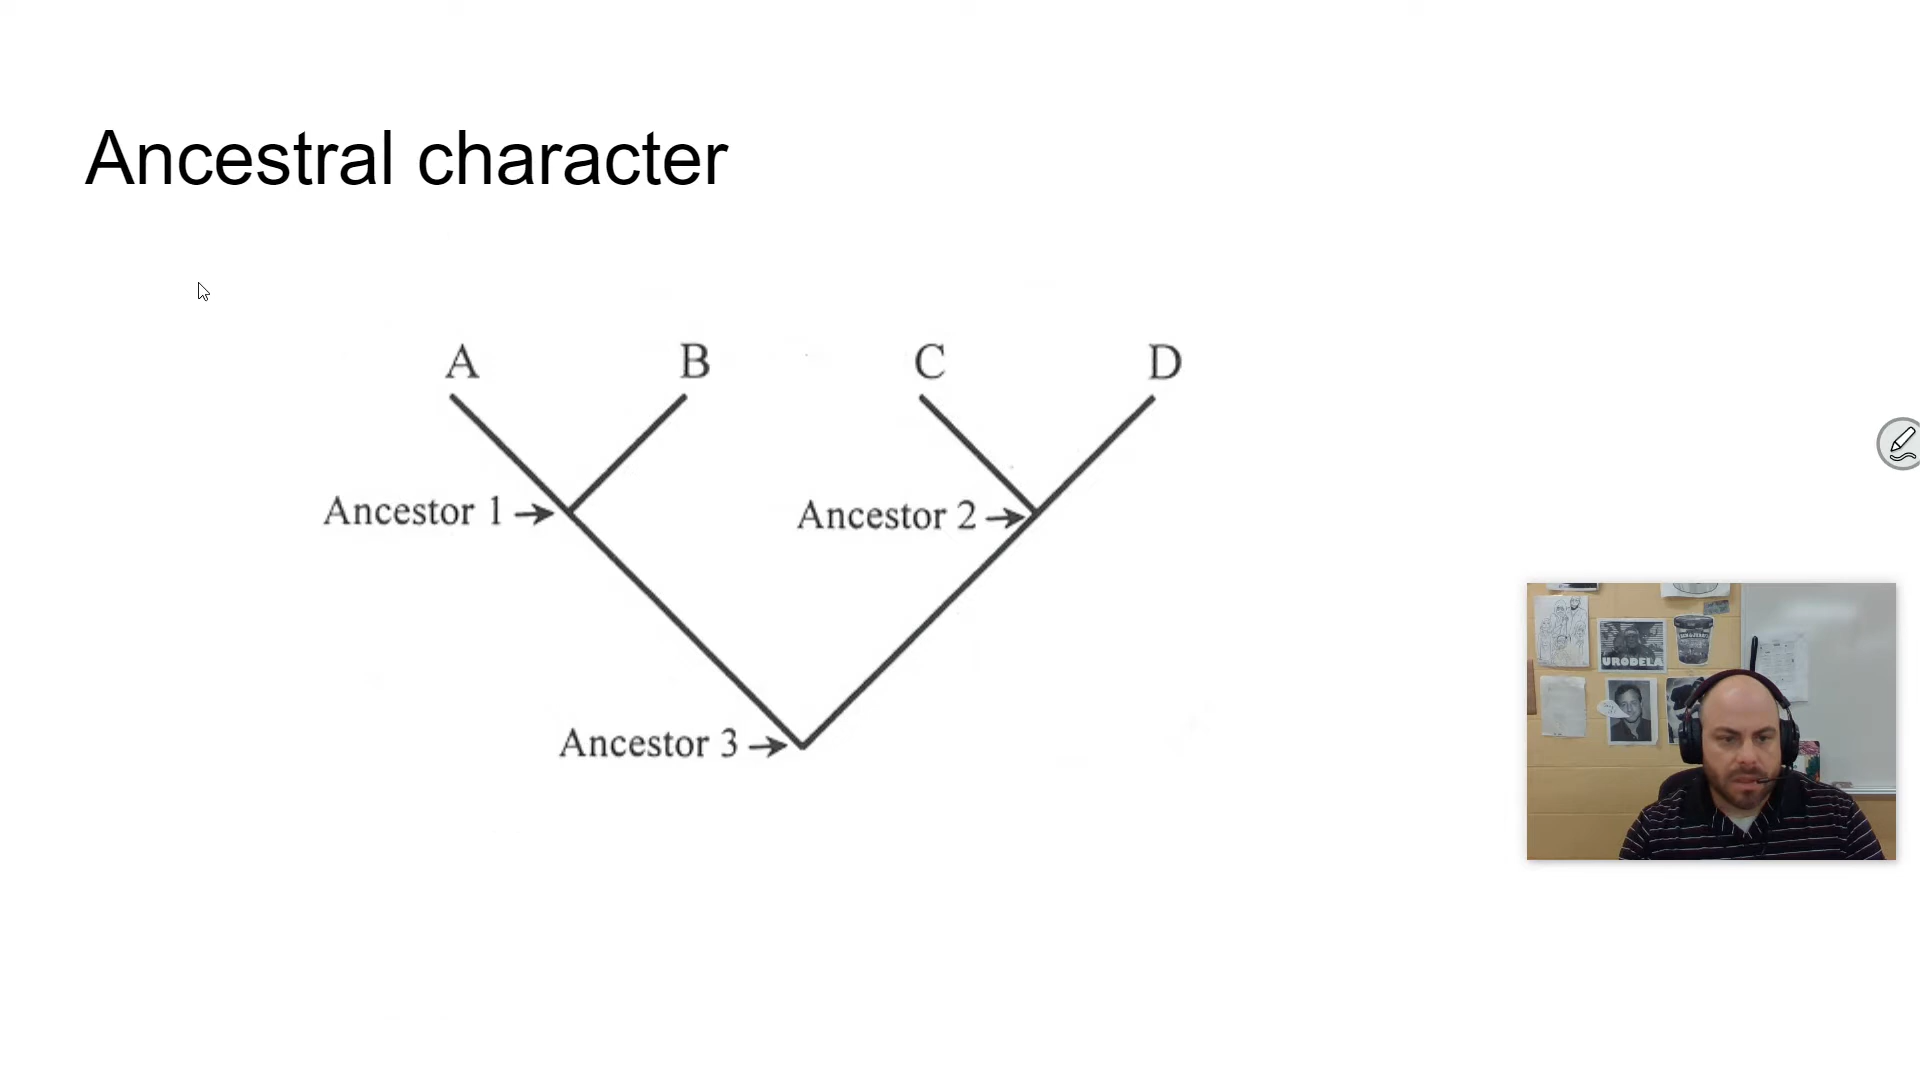 Ancestral character
A B C D
Ancestor 1
Ancestor 2
Ancestor 3
URODELA